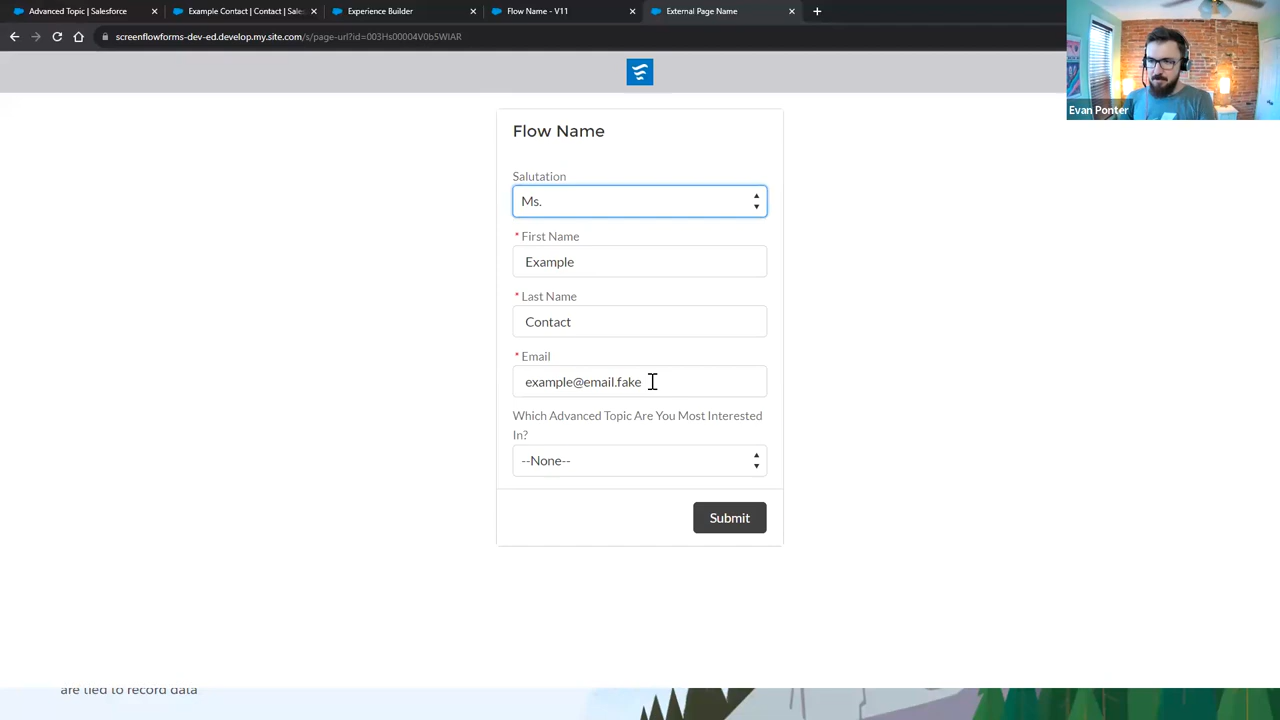 Advanced Topic | Salesforce
Example Contact | Contact | Sales
Experience Builder
Flow Name - V11
External Page Name
screenflowforms-dev-ed.develop.my.site.com/page-url?id=003Hs00004V0b5WIAR
Evan Ponter
Flow Name
Salutation
Ms.
* First Name
Example
* Last Name
Contact
* Email
example@email.fake
Which Advanced Topic Are You Most Interested
In?
--None--
Submit
are tied to record data